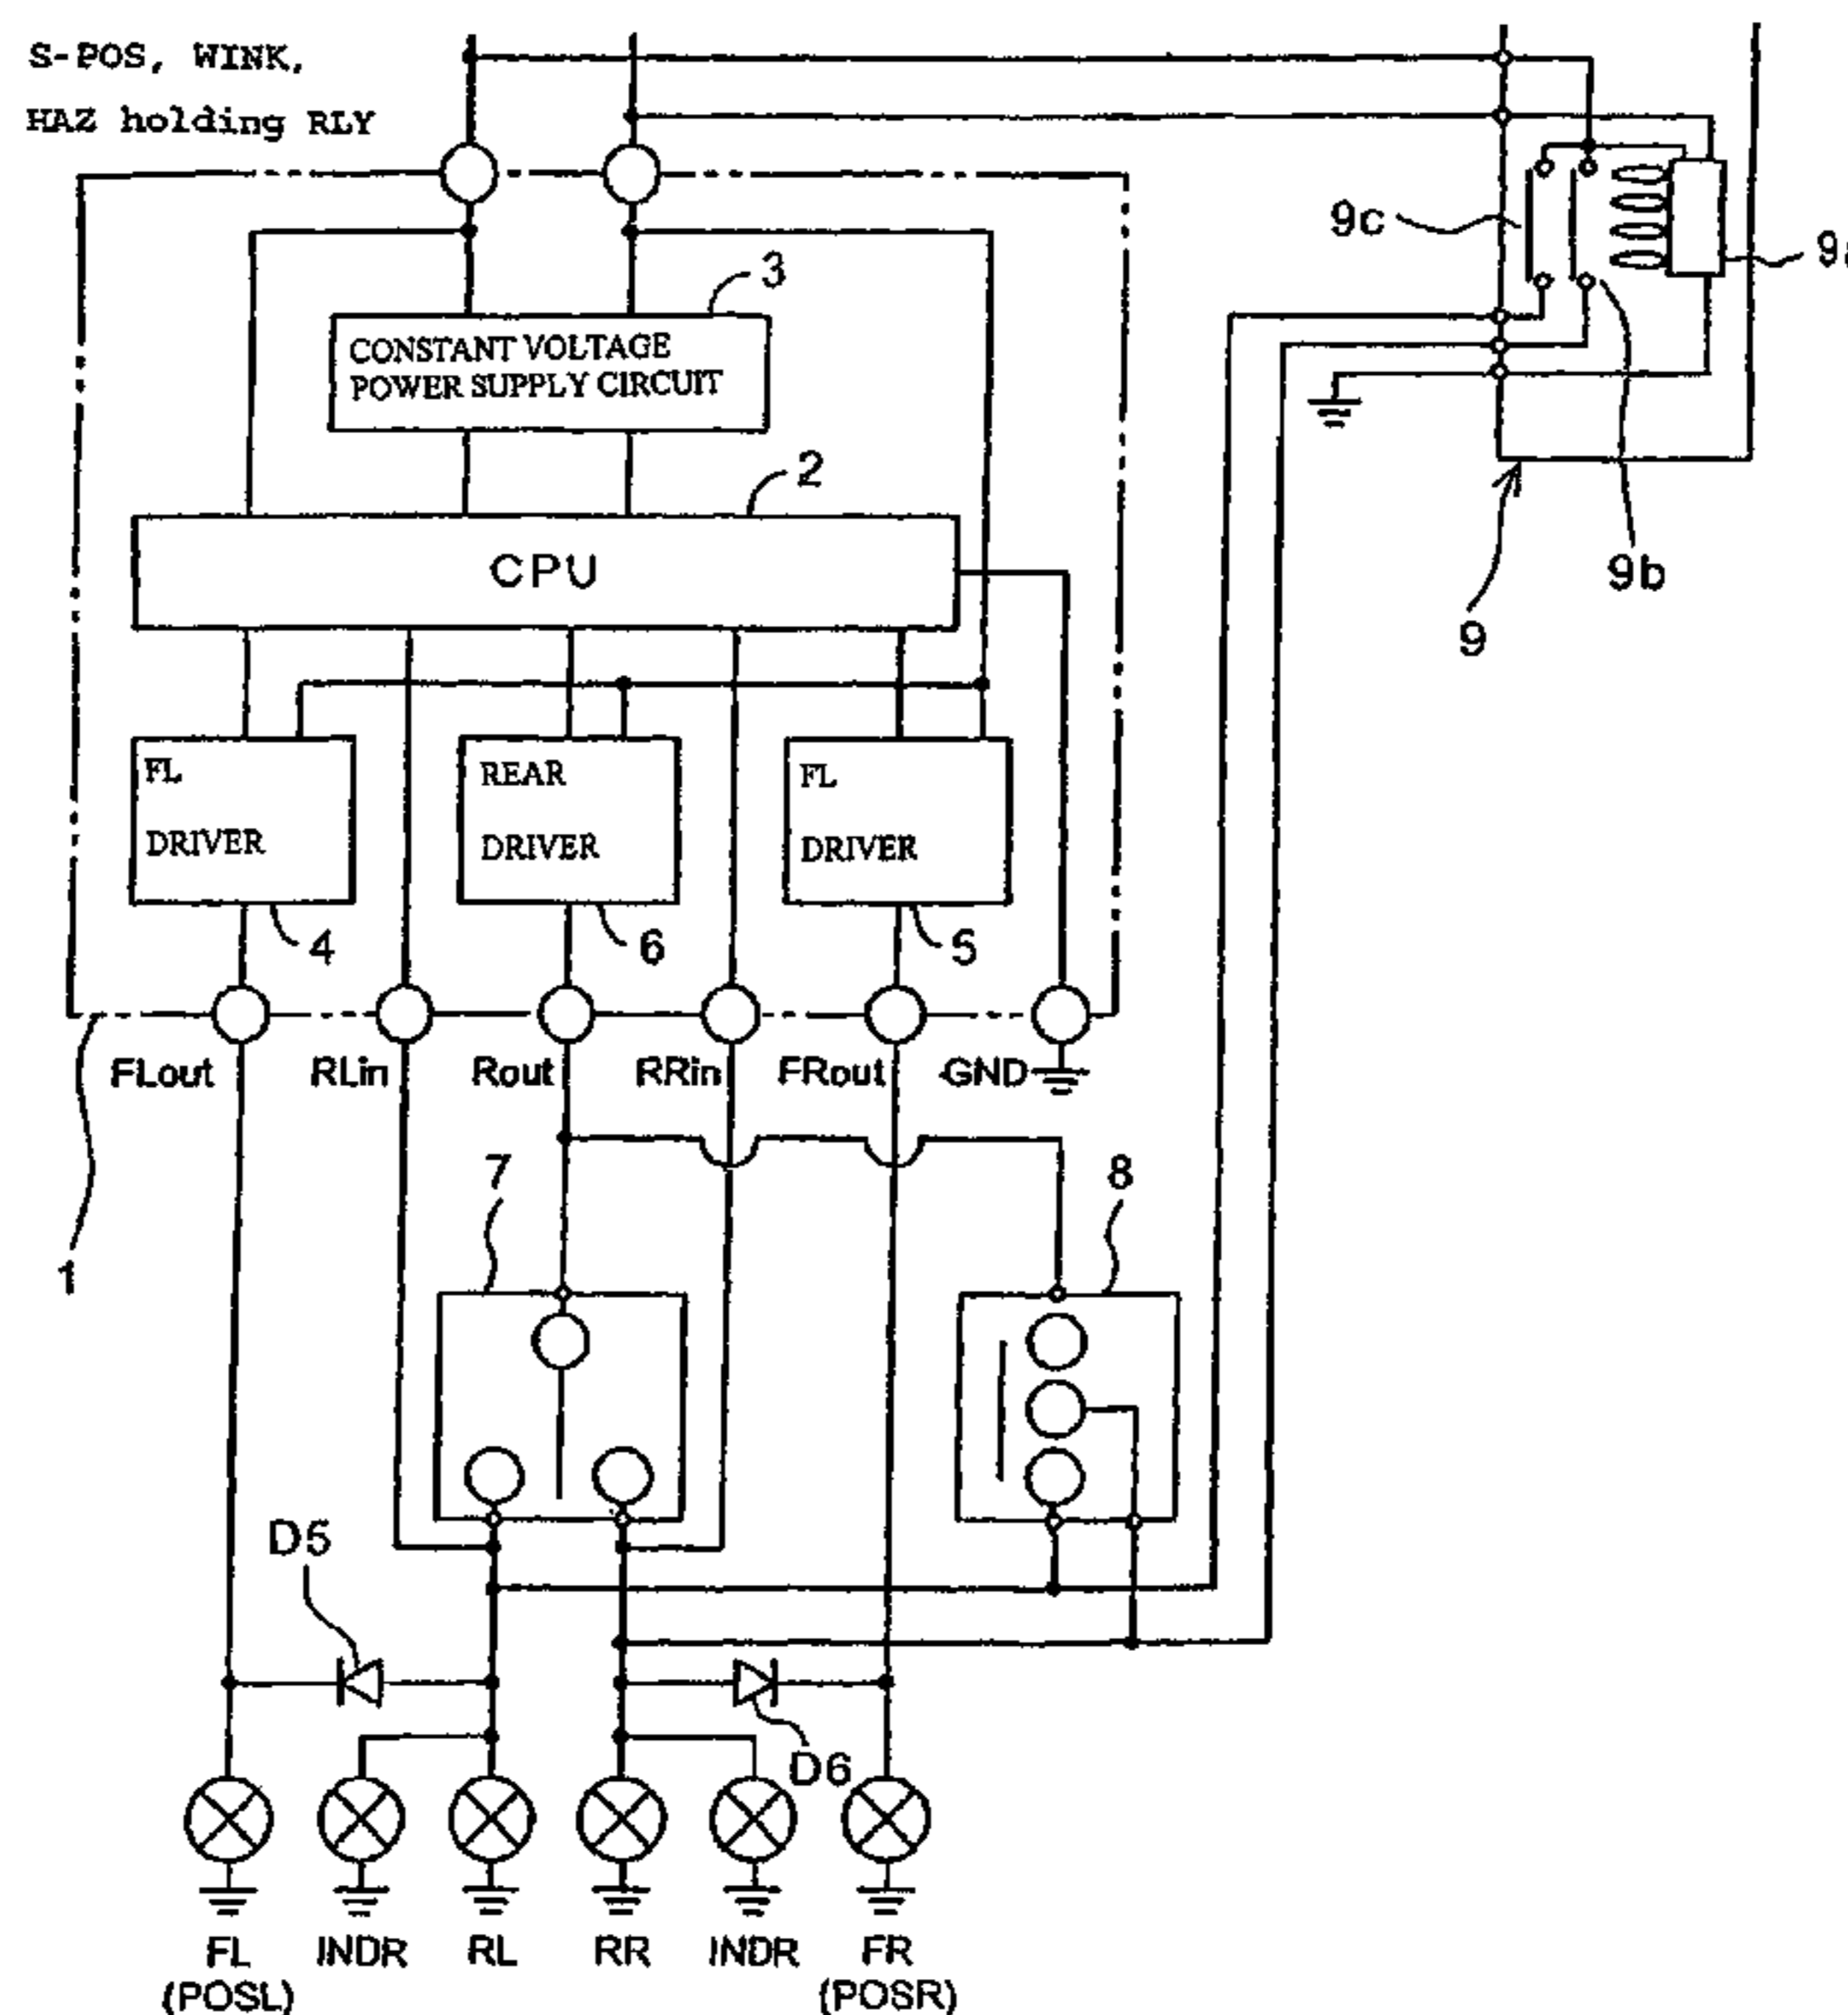 S-POS, WINK,
HAZ holding RLY
9c
3
CONSTANT VOLTAGE
POWER SUPPLY CIRCUIT
2
CPU
9b
9
FL
DRIVER
REAR
DRIVER
FL
DRIVER
4
6
5
FLout
RLin
Rout
RRin
FRout
GND
7
8
1
D5
D6
FL
(POSL)
INDR
RL
RR
INDR
FR
(POSR)